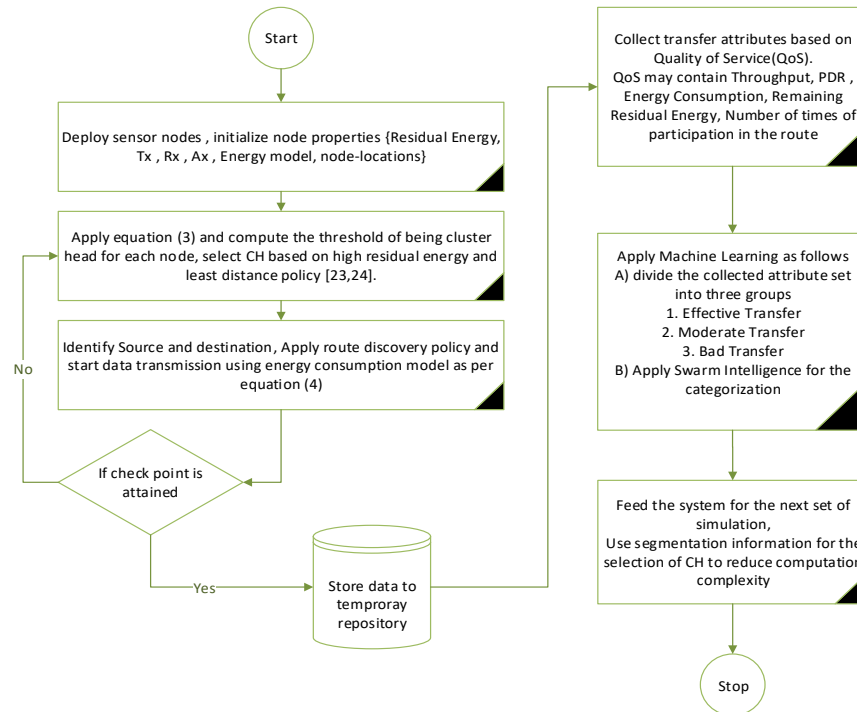 Start
Deploy sensor nodes , initialize node properties {Residual Energy,
Tx , Rx , Ax , Energy model, node-locations}
Apply equation (3) and compute the threshold of being cluster
head for each node, select CH based on high residual energy and
least distance policy [23,24].
Identify Source and destination, Apply route discovery policy and
start data transmission using energy consumption model as per
equation (4)
No
If check point is
attained
Yes
Store data to
temproray
repository
Collect transfer attributes based on
Quality of Service(QoS).
QoS may contain Throughput, PDR ,
Energy Consumption, Remaining
Residual Energy, Number of times of
participation in the route
Apply Machine Learning as follows
A) divide the collected attribute set
into three groups
1. Effective Transfer
2. Moderate Transfer
3. Bad Transfer
B) Apply Swarm Intelligence for the
categorization
Feed the system for the next set of
simulation,
Use segmentation information for the
selection of CH to reduce computation
complexity
Stop